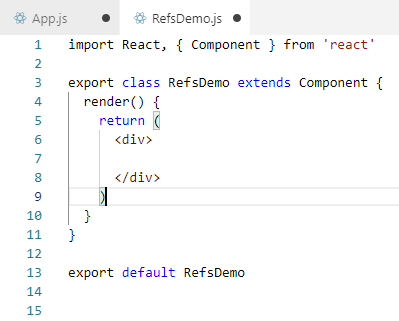 App.js RefsDemo.js
1 import React, { Component } from 'react'
2
3 export class RefsDemo extends Component {
4   render() {
5     return (
6       <div>
7
8       </div>
9     )
10   }
11 }
12
13 export default RefsDemo
14
15